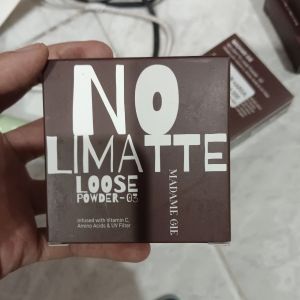 NO
LIMATTE
LOOSE
POWDER-03
MADAME GIE
Infused with Vitamin C,
Amino Acids & UV Filter